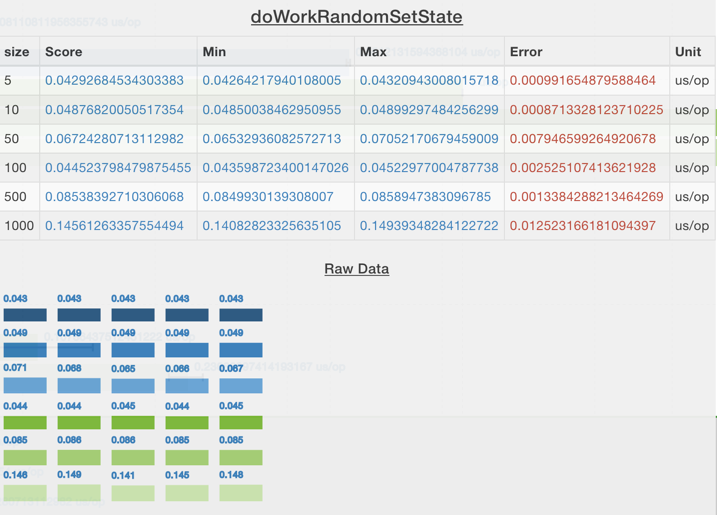 doWorkRandomSetState
size Score Min Max Error Unit
5 0.04292684534303383 0.04264217940108005 0.04320943008015718 0.000991654879588464 us/op
10 0.04876820050517354 0.04850038462950955 0.04899297484256299 0.0008713328123710225 us/op
50 0.06724280713112982 0.06532936082572713 0.07052170679459009 0.007946599264920678 us/op
100 0.044523798479875455 0.043598723400147026 0.04522977004787738 0.002525107413621928 us/op
500 0.08538392710306068 0.0849930139308007 0.0858947383096785 0.0013384288213464269 us/op
1000 0.14561263357554494 0.14082823325635105 0.14939348284122722 0.012523166181094397 us/op
Raw Data
0.043 0.043 0.043 0.043 0.043
0.049 0.049 0.049 0.049 0.049
0.071 0.068 0.065 0.066 0.067
0.044 0.044 0.045 0.044 0.045
0.085 0.086 0.086 0.085 0.085
0.146 0.149 0.141 0.145 0.148